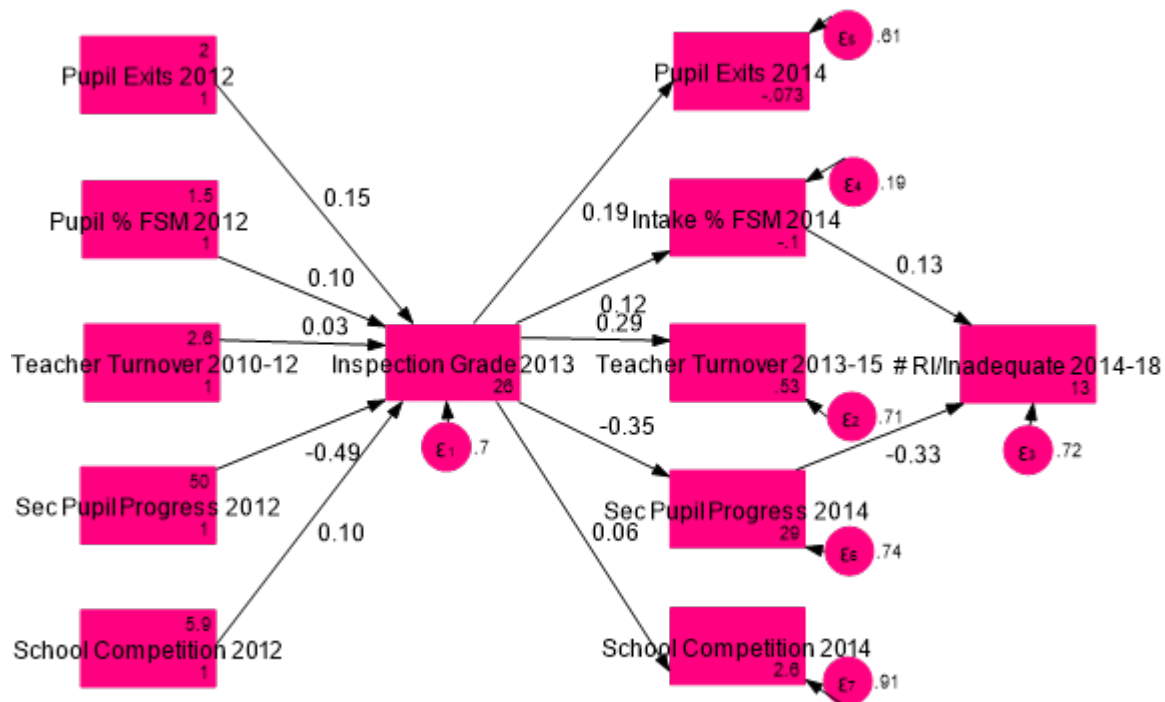 2
Pupil Exits 2012
1
1.5
Pupil % FSM 2012
1
2.6
Teacher Turnover 2010-12
1
50
Sec Pupil Progress 2012
1
5.9
School Competition 2012
1
0.15
0.10
0.03
-0.49
0.10
Inspection Grade 2013
26
ε1 .7
0.19
0.12
0.29
-0.35
0.06
Pupil Exits 2014
-.073
.61
Intake % FSM 2014
-.1
ε4 .19
Teacher Turnover 2013-15
.53
ε2 .71
Sec Pupil Progress 2014
29
.74
School Competition 2014
2.6
ε7 .91
0.13
-0.33
# RI/Inadequate 2014-18
13
ε3 .72